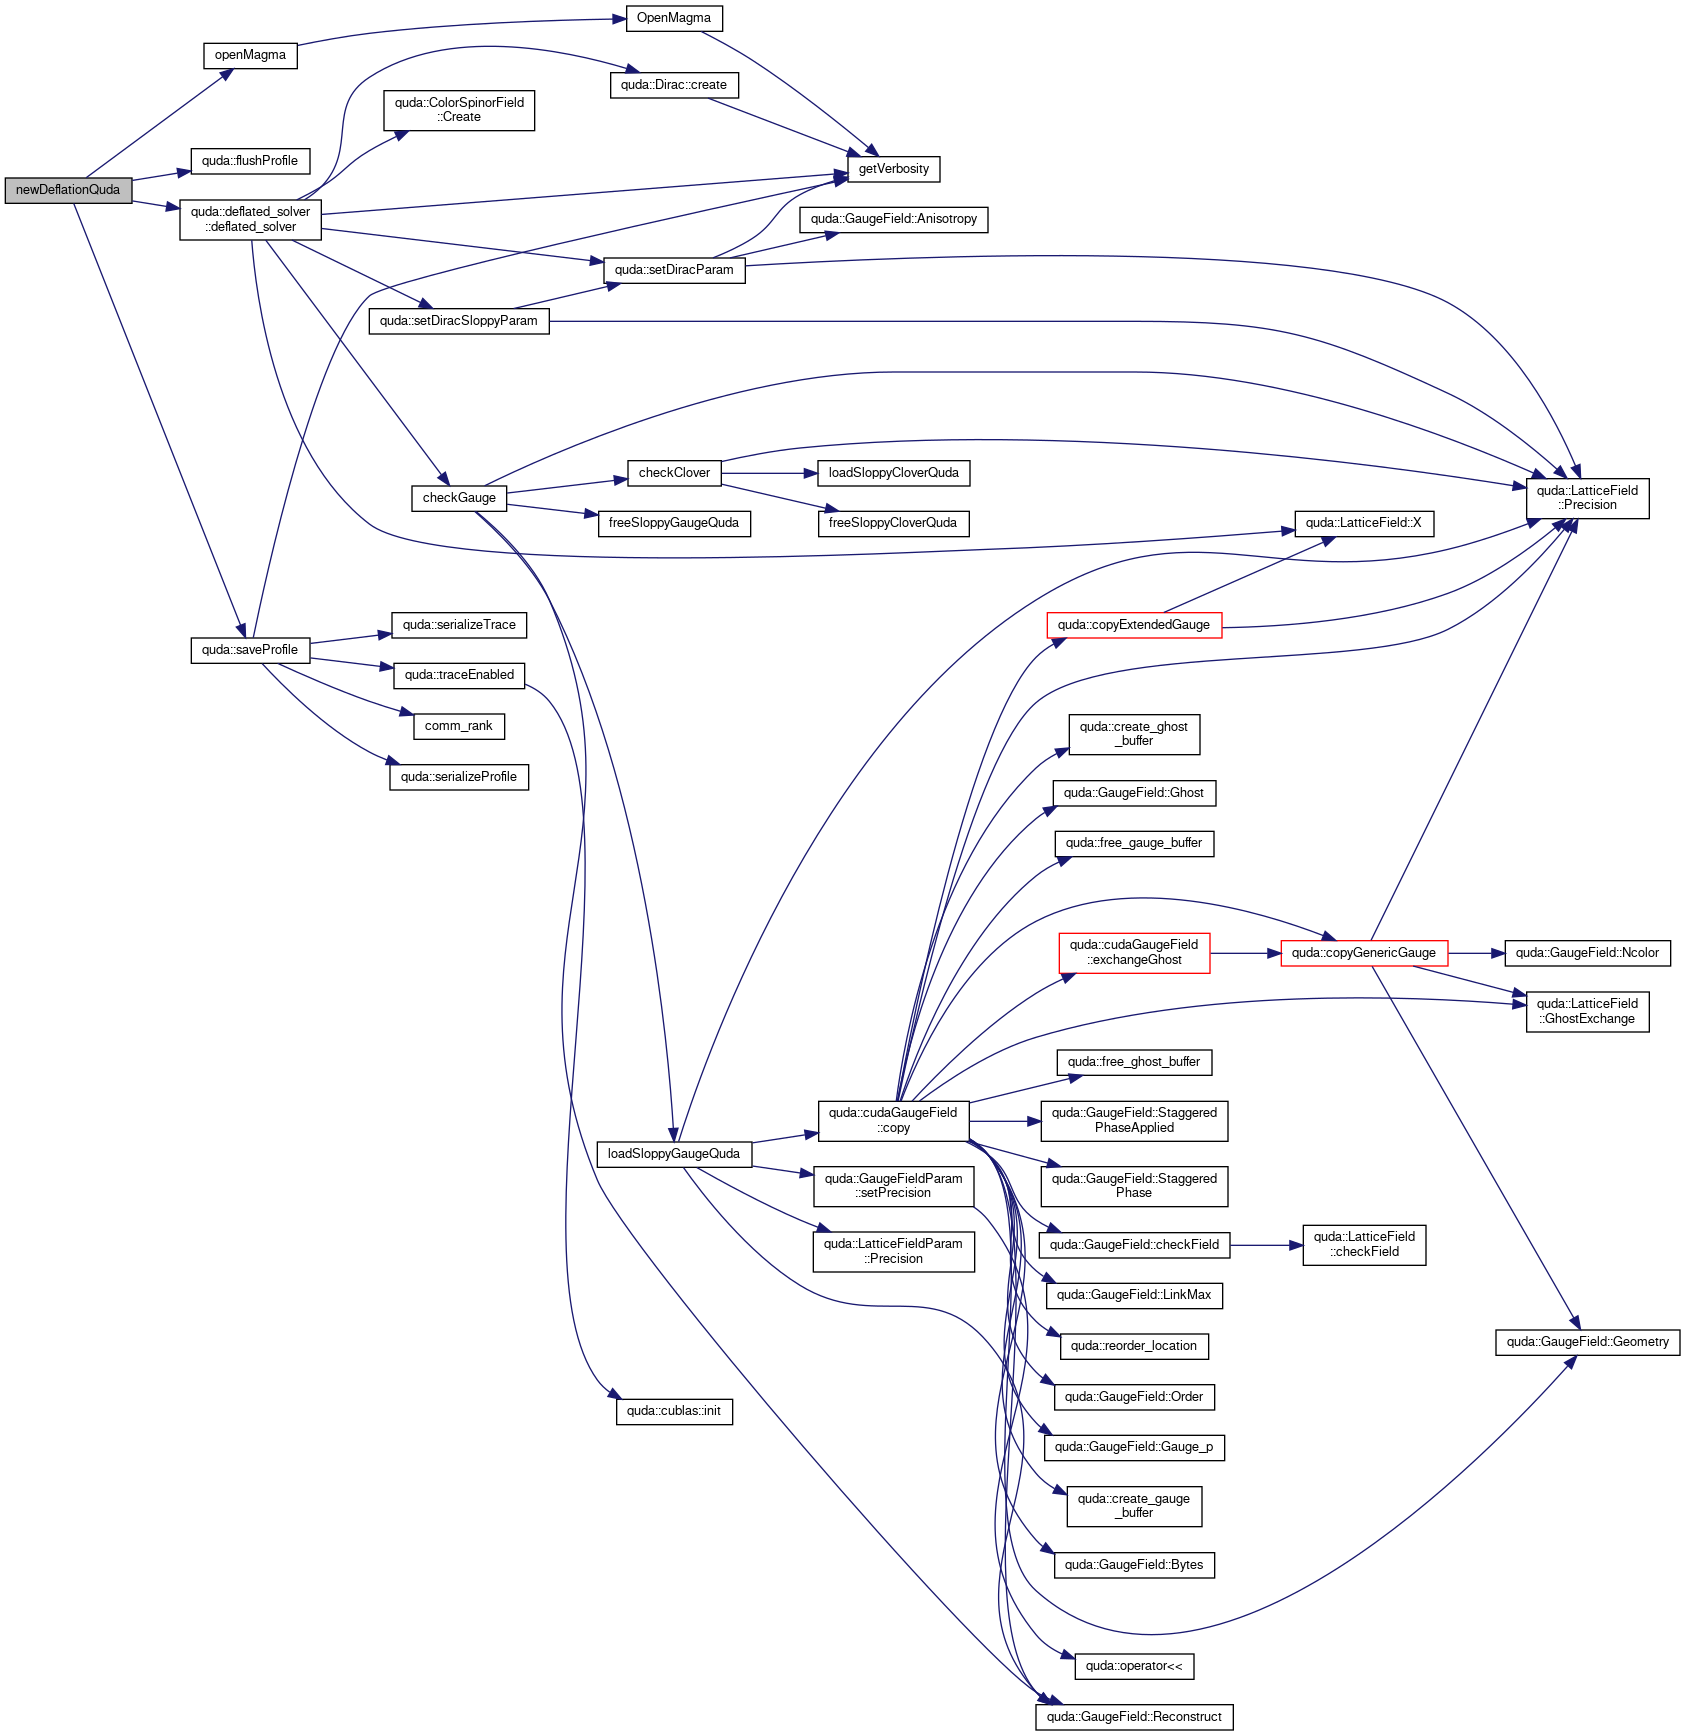 OpenMagma
openMagma
quda::Dirac::create
quda::ColorSpinorField
::Create
quda::flushProfile
getVerbosity
newDeflationQuda
quda::deflated_solver
::deflated_solver
quda::GaugeField::Anisotropy
quda::setDiracParam
quda::setDiracSloppyParam
checkClover
loadSloppyCloverQuda
quda::LatticeField
::Precision
checkGauge
freeSloppyGaugeQuda
freeSloppyCloverQuda
quda::LatticeField::X
quda::serializeTrace
quda::copyExtendedGauge
quda::saveProfile
quda::traceEnabled
comm_rank
quda::create_ghost
_buffer
quda::serializeProfile
quda::GaugeField::Ghost
quda::free_gauge_buffer
quda::cudaGaugeField
::exchangeGhost
quda::copyGenericGauge
quda::GaugeField::Ncolor
quda::LatticeField
::GhostExchange
quda::free_ghost_buffer
quda::cudaGaugeField
::copy
quda::GaugeField::Staggered
PhaseApplied
loadSloppyGaugeQuda
quda::GaugeFieldParam
::setPrecision
quda::GaugeField::Staggered
Phase
quda::LatticeFieldParam
::Precision
quda::GaugeField::checkField
quda::LatticeField
::checkField
quda::GaugeField::LinkMax
quda::reorder_location
quda::GaugeField::Geometry
quda::GaugeField::Order
quda::cublas::init
quda::GaugeField::Gauge_p
quda::create_gauge
_buffer
quda::GaugeField::Bytes
quda::operator<<
quda::GaugeField::Reconstruct